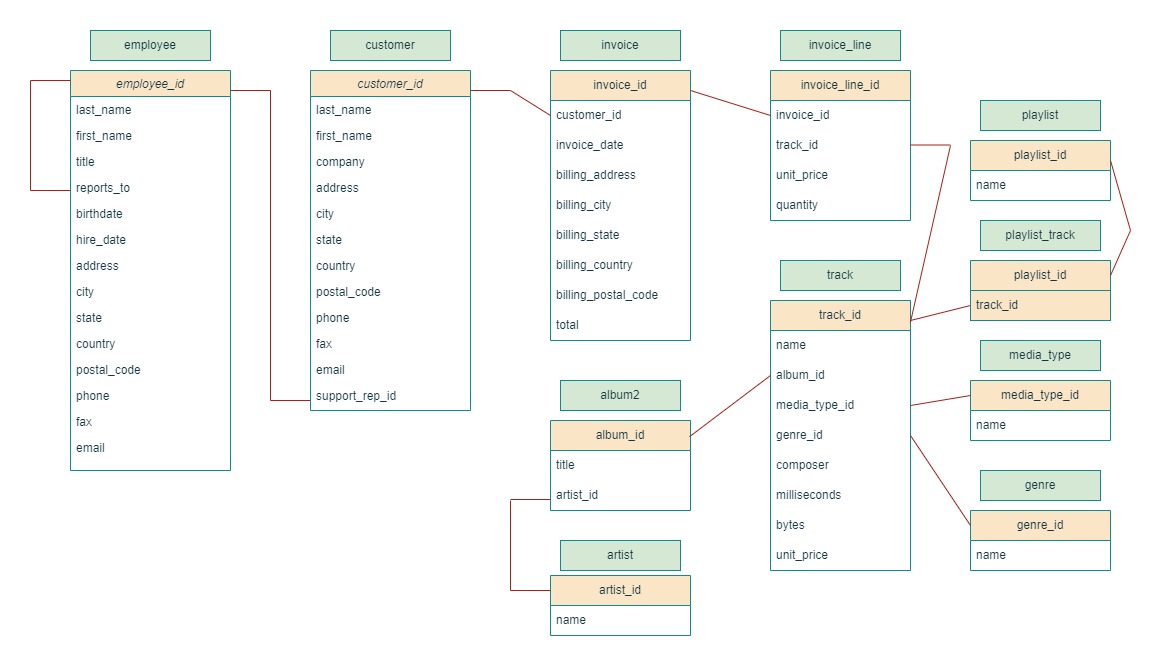 employee
employee_id
last_name
first_name
title
reports_to
birthdate
hire_date
address
city
state
country
postal_code
phone
fax
email
customer
customer_id
last_name
first_name
company
address
city
state
country
postal_code
phone
fax
email
support_rep_id
invoice
invoice_id
customer_id
invoice_date
billing_address
billing_city
billing_state
billing_country
billing_postal_code
total
album2
album_id
title
artist_id
artist
artist_id
name
invoice_line
invoice_line_id
invoice_id
track_id
unit_price
quantity
track
track_id
name
album_id
media_type_id
genre_id
composer
milliseconds
bytes
unit_price
playlist
playlist_id
name
playlist_track
playlist_id
track_id
media_type
media_type_id
name
genre
genre_id
name